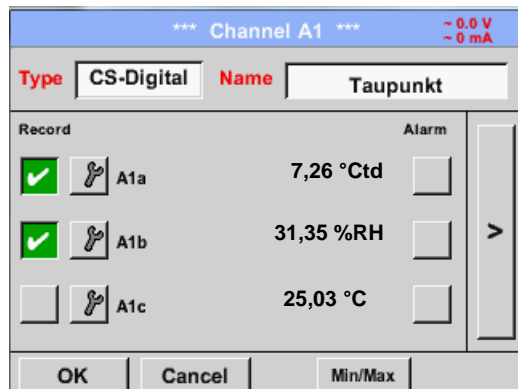 *** Channel A1 *** ~ 0.0 V
~ 0 mA
Type CS-Digital Name Taupunkt
Record Alarm
A1a 7,26 °Ctd
A1b 31,35 %RH >
A1c 25,03 °C
OK Cancel Min/Max